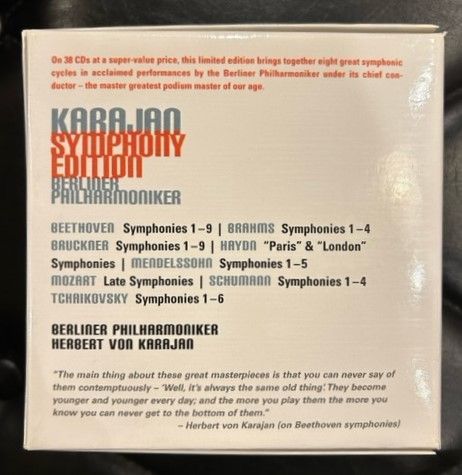 On 38 CDs at a super-value price, this limited edition brings together eight great symphonic
cycles in acclaimed performances by the Berliner Philharmoniker under its chief con-
ductor – the master greatest podium master of our age.
KARAJAN
SYMPHONY
EDITION
BERLINER
PHILHARMONIKER
BEETHOVEN Symphonies 1–9 | BRAHMS Symphonies 1–4
BRUCKNER Symphonies 1–9 | HAYDN "Paris" & "London"
Symphonies | MENDELSSOHN Symphonies 1–5
MOZART Late Symphonies | SCHUMANN Symphonies 1–4
TCHAIKOVSKY Symphonies 1–6
BERLINER PHILHARMONIKER
HERBERT VON KARAJAN
"The main thing about these great masterpieces is that you can never say of
them contemptuously – 'Well, it's always the same old thing'. They become
younger and younger every day; and the more you play them the more you
know you can never get to the bottom of them."
– Herbert von Karajan (on Beethoven symphonies)